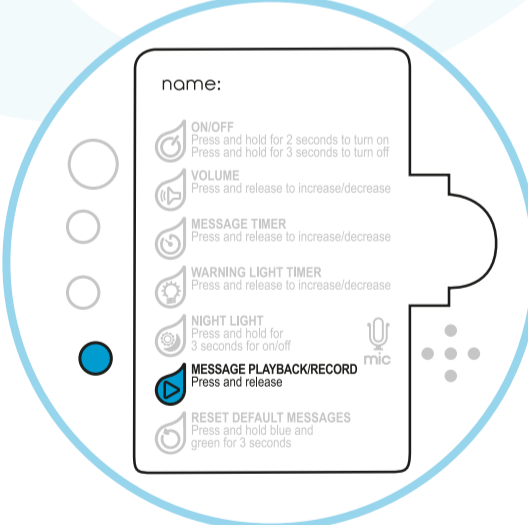 name:
ON/OFF
Press and hold for 2 seconds to turn on
Press and hold for 3 seconds to turn off
VOLUME
Press and release to increase/decrease
MESSAGE TIMER
Press and release to increase/decrease
WARNING LIGHT TIMER
Press and release to increase/decrease
NIGHT LIGHT
Press and hold for
3 seconds for on/off
mic
MESSAGE PLAYBACK/RECORD
Press and release
RESET DEFAULT MESSAGES
Press and hold blue and
green for 3 seconds